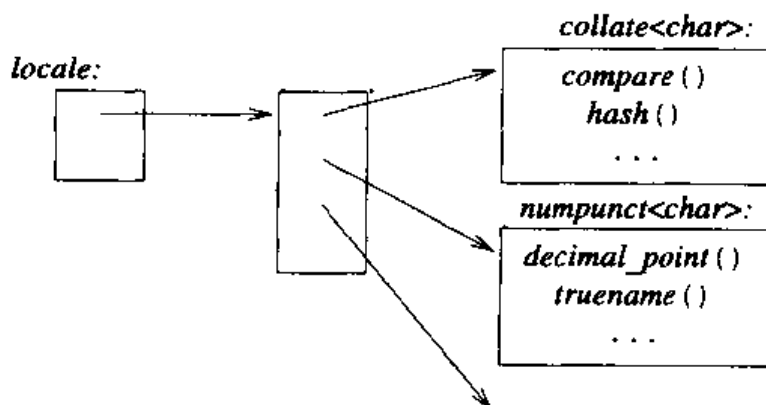 collate<char>:
locale:
compare ()
hash ()
. . .
numpunct<char>:
decimal_point ()
truename ()
. . .